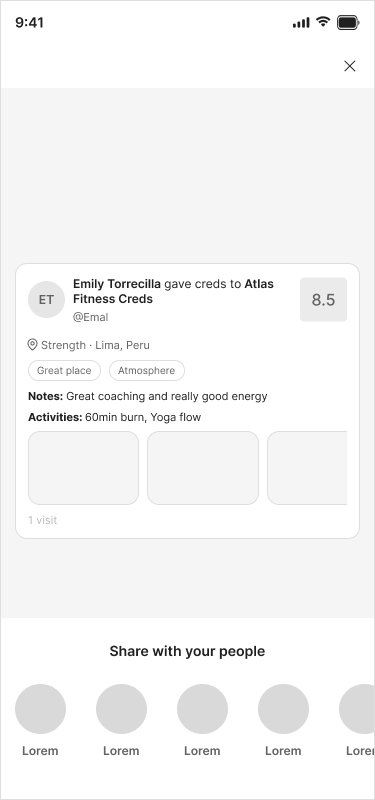 9:41
ET
Emily Torrecilla gave creds to Atlas
Fitness Creds
@Emal
8.5
Strength · Lima, Peru
Great place
Atmosphere
Notes: Great coaching and really good energy
Activities: 60min burn, Yoga flow
1 visit
Share with your people
Lorem
Lorem
Lorem
Lorem
Lorer